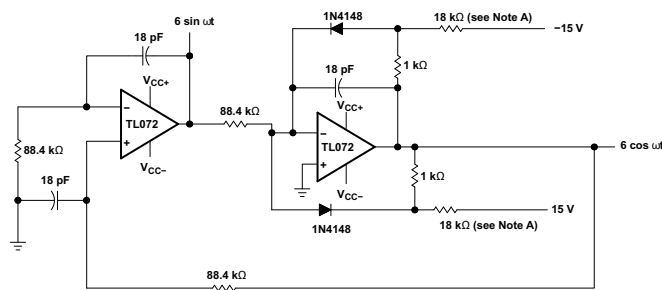 6 sin ωt
18 pF
VCC+
−
TL072
+
VCC−
88.4 kΩ
18 pF
88.4 kΩ
1N4148
18 kΩ (see Note A)
−15 V
1 kΩ
18 pF
VCC+
−
TL072
+
VCC−
6 cos ωt
1 kΩ
15 V
1N4148
18 kΩ (see Note A)
88.4 kΩ